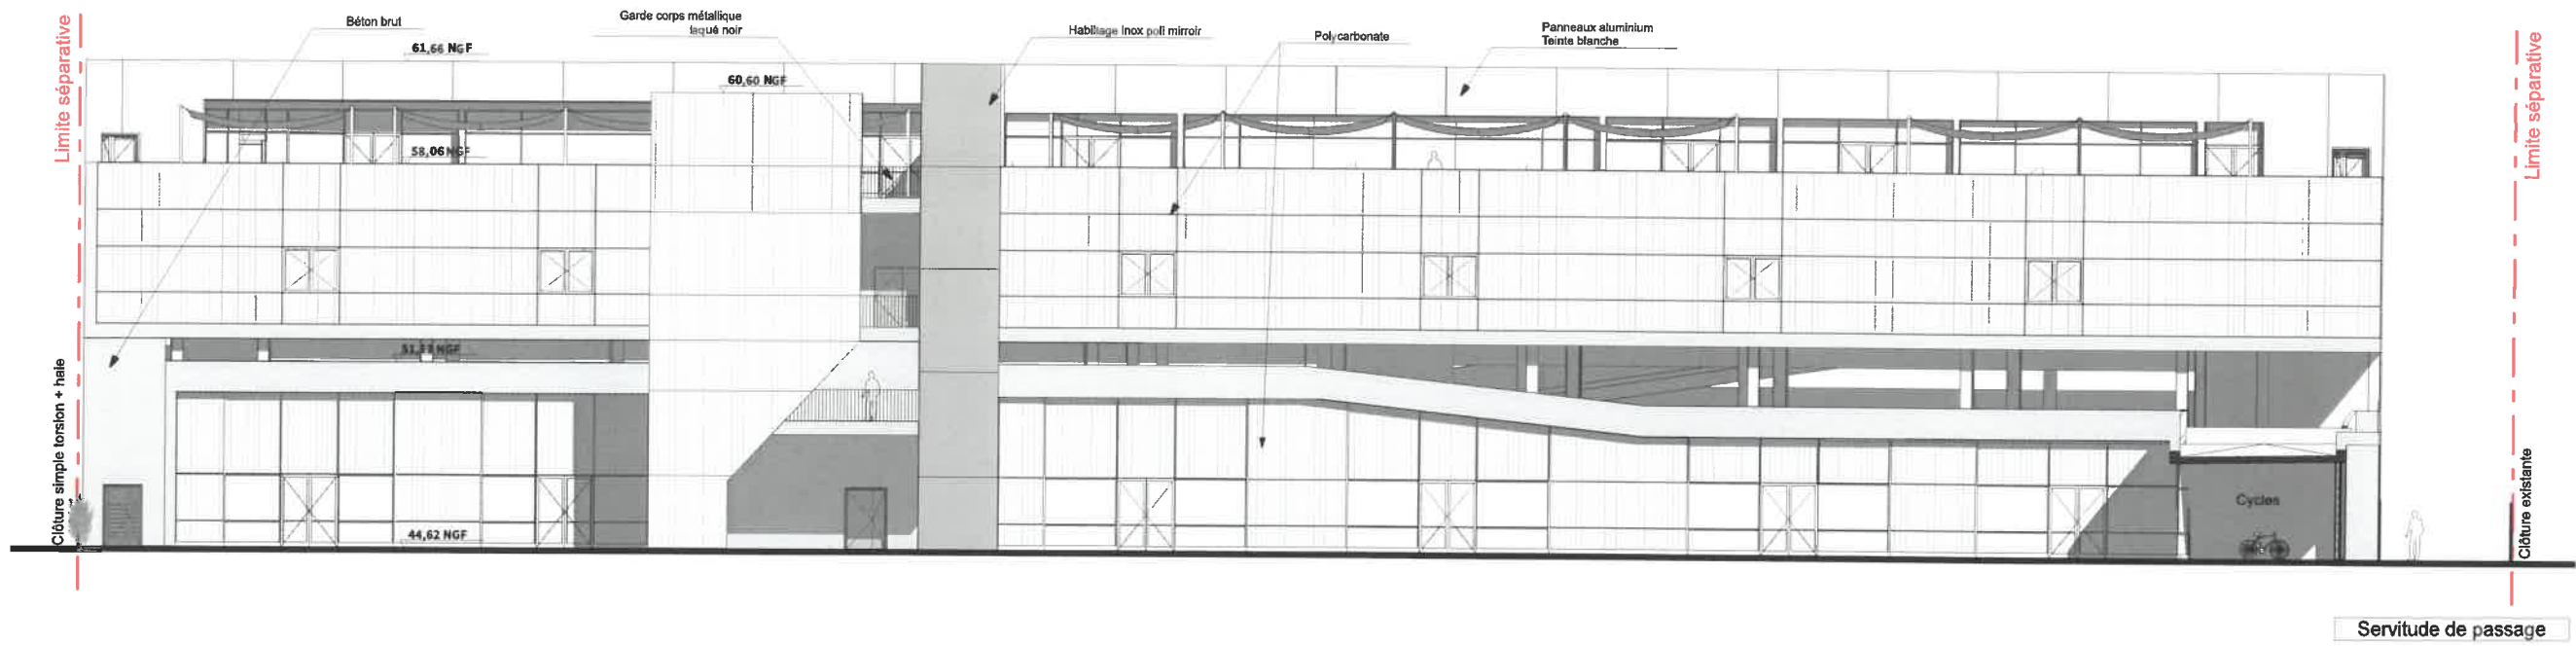 Limite séparative
Béton brut
61,66 NGF
Garde corps métallique
laqué noir
60,60 NGF
Habillage Inox poli mirroir
Polycarbonate
Panneaux aluminium
Teinte blanche
Limite séparative
58,06 NGF
Clôture simple torsion + haie
44,62 NGF
Cycles
Clôture existante
Servitude de passage